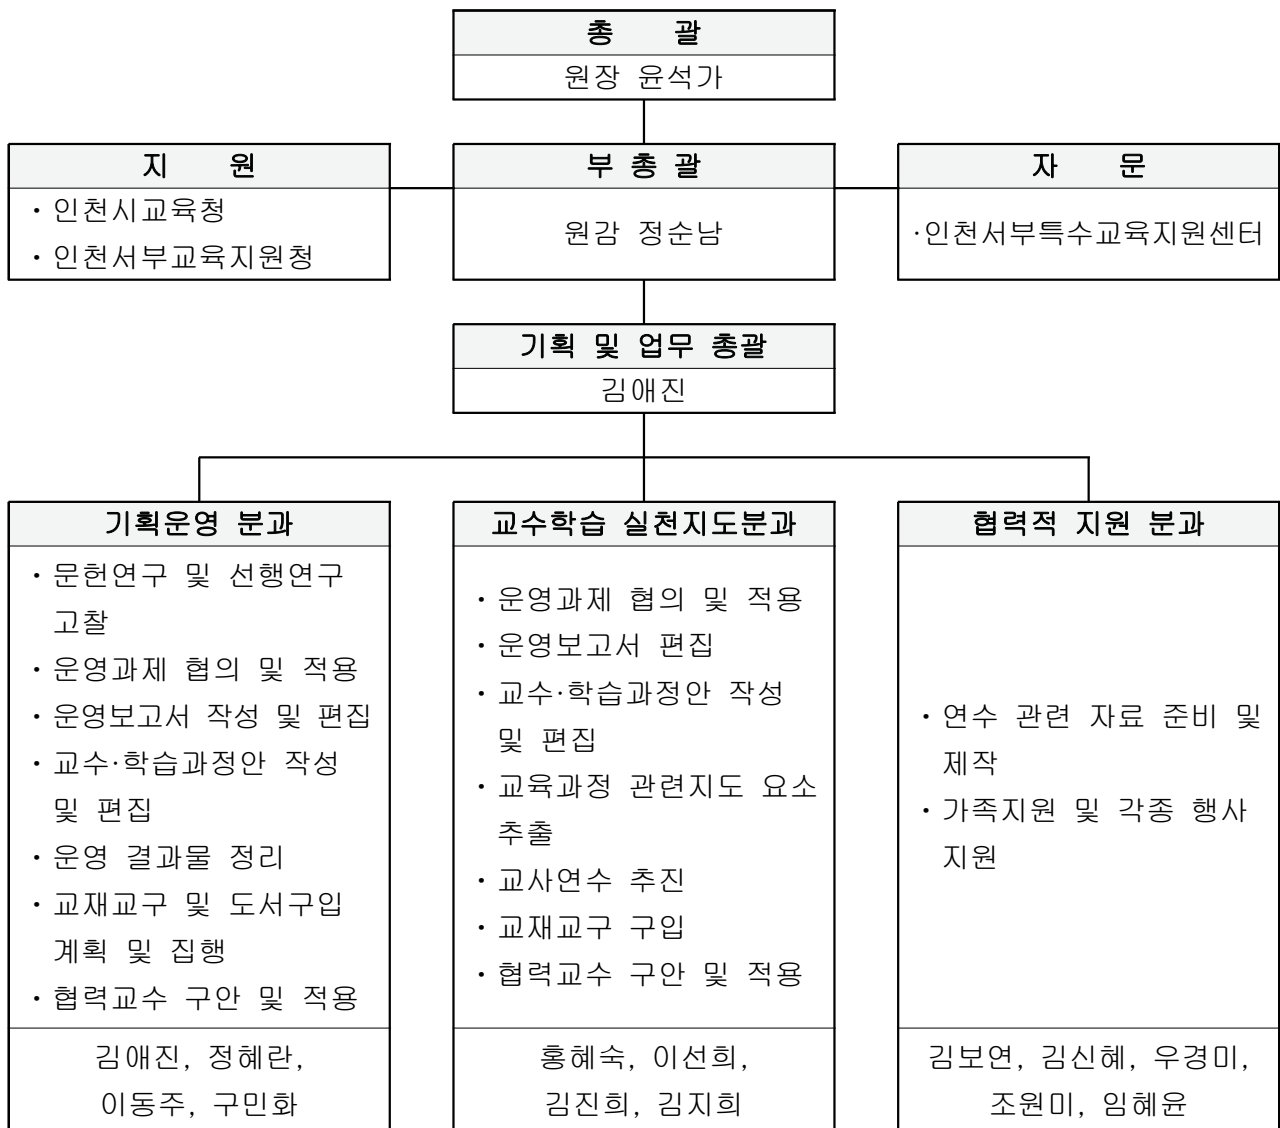 총 괄
원장 윤석가
지 원
· 인천시교육청
· 인천서부교육지원청
부 총 괄
원감 정순남
자 문
·인천서부특수교육지원센터
기획 및 업무 총괄
김애진
기획운영 분과
· 문헌연구 및 선행연구
고찰
· 운영과제 협의 및 적용
· 운영보고서 작성 및 편집
· 교수·학습과정안 작성
및 편집
· 운영 결과물 정리
· 교재교구 및 도서구입
계획 및 집행
· 협력교수 구안 및 적용
김애진, 정혜란,
이동주, 구민화
교수학습 실천지도분과
· 운영과제 협의 및 적용
· 운영보고서 편집
· 교수·학습과정안 작성
및 편집
· 교육과정 관련지도 요소
추출
· 교사연수 추진
· 교재교구 구입
· 협력교수 구안 및 적용
홍혜숙, 이선희,
김진희, 김지희
협력적 지원 분과
· 연수 관련 자료 준비 및
제작
· 가족지원 및 각종 행사
지원
김보연, 김신혜, 우경미,
조원미, 임혜윤